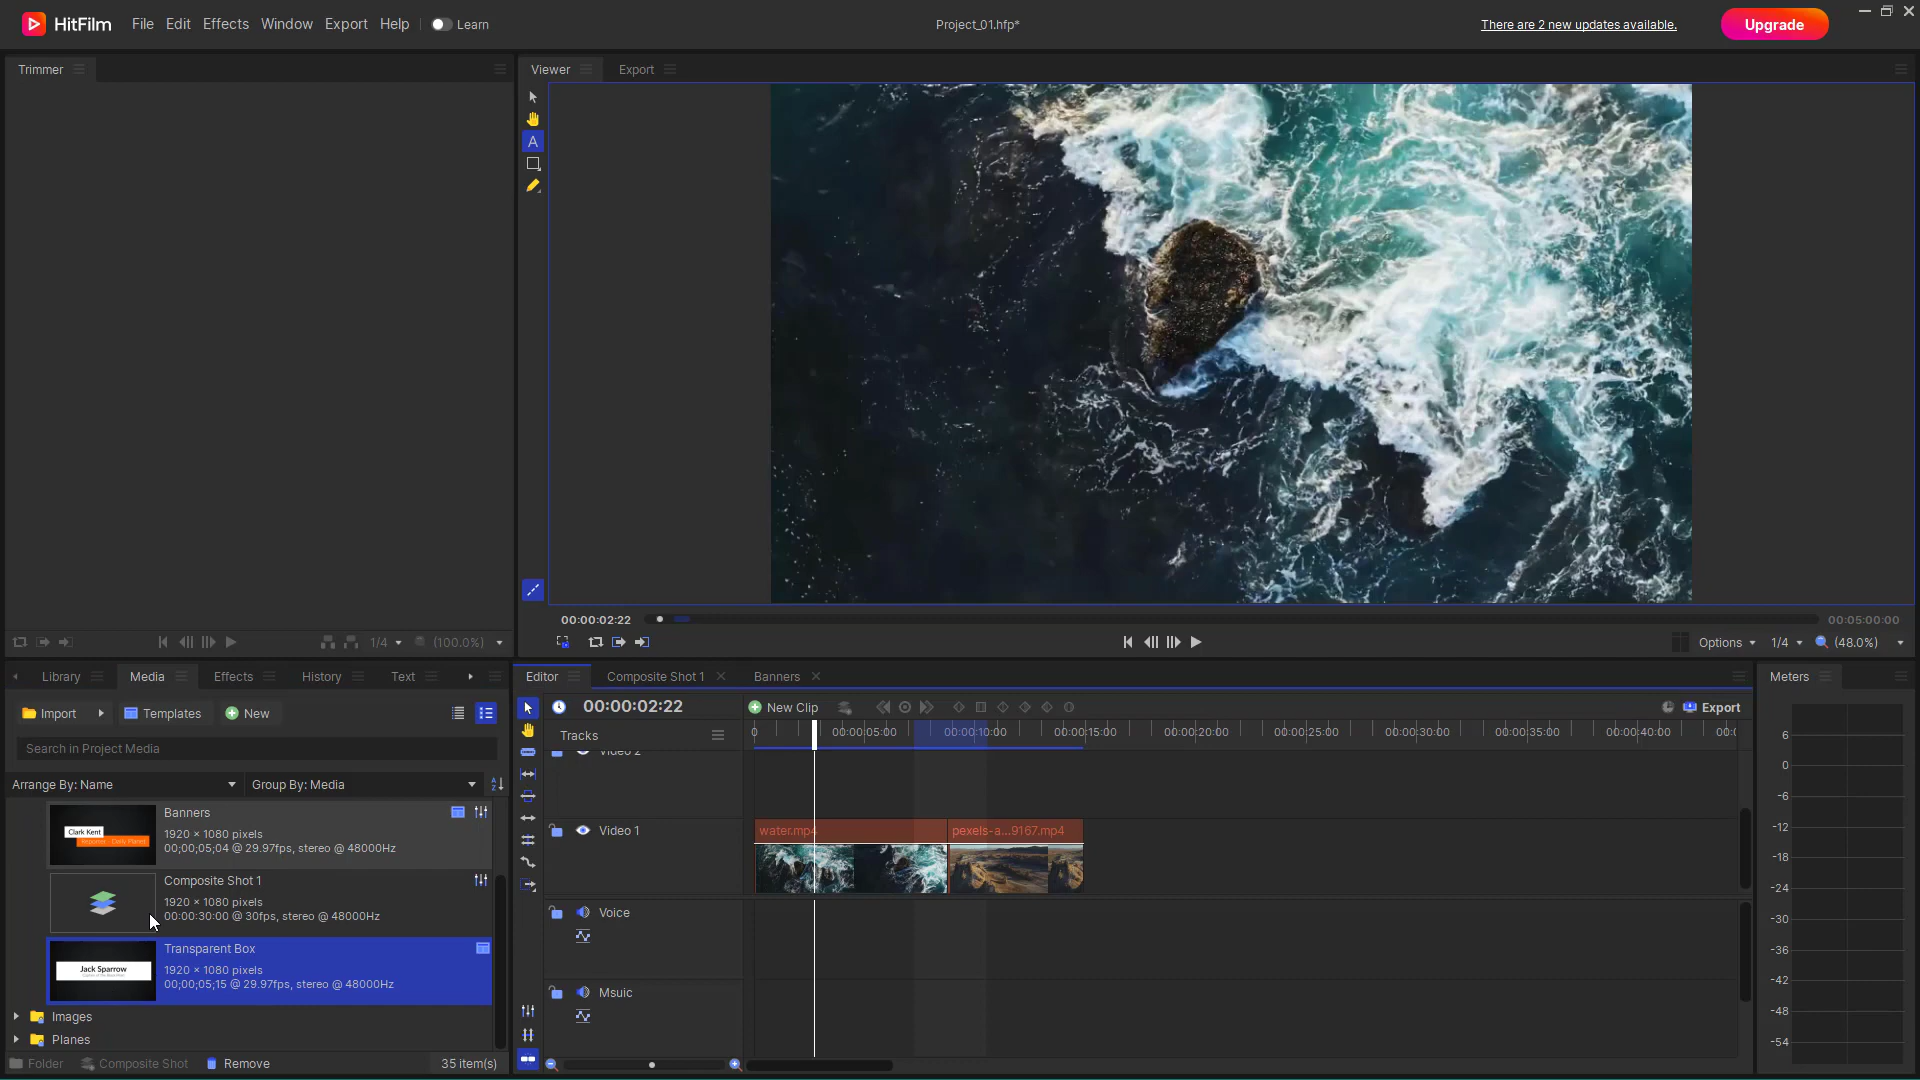 HitFilm File Edit Effects Window Export Help Learn Project_01.hfp* There are 2 new updates available. Upgrade
Trimmer
Viewer Export
A
1/4 (100.0%)
00:00:02:22 00:05:00:00
Options 1/4 (48.0%)
Library Media Effects History Text
Import Templates New
Search in Project Media
Arrange By: Name Group By: Media
Banners
1920 × 1080 pixels
00;00;05;04 @ 29.97fps, stereo @ 48000Hz
Clark Kent
Reporter - Daily Planet
Composite Shot 1
1920 × 1080 pixels
00:00:30:00 @ 30fps, stereo @ 48000Hz
Transparent Box
1920 × 1080 pixels
00;00;05;15 @ 29.97fps, stereo @ 48000Hz
Jack Sparrow
Images
Planes
Folder Composite Shot Remove 35 item(s)
Editor Composite Shot 1 Banners
00:00:02:22 New Clip Export
Tracks 0 00:00:05:00 00:00:10:00 00:00:15:00 00:00:20:00 00:00:25:00 00:00:30:00 00:00:35:00 00:00:40:00 00:(
Video 2
Video 1 water.mp4 pexels-a...9167.mp4
Voice
Msuic
Meters
6
0
-6
-12
-18
-24
-30
-36
-42
-48
-54